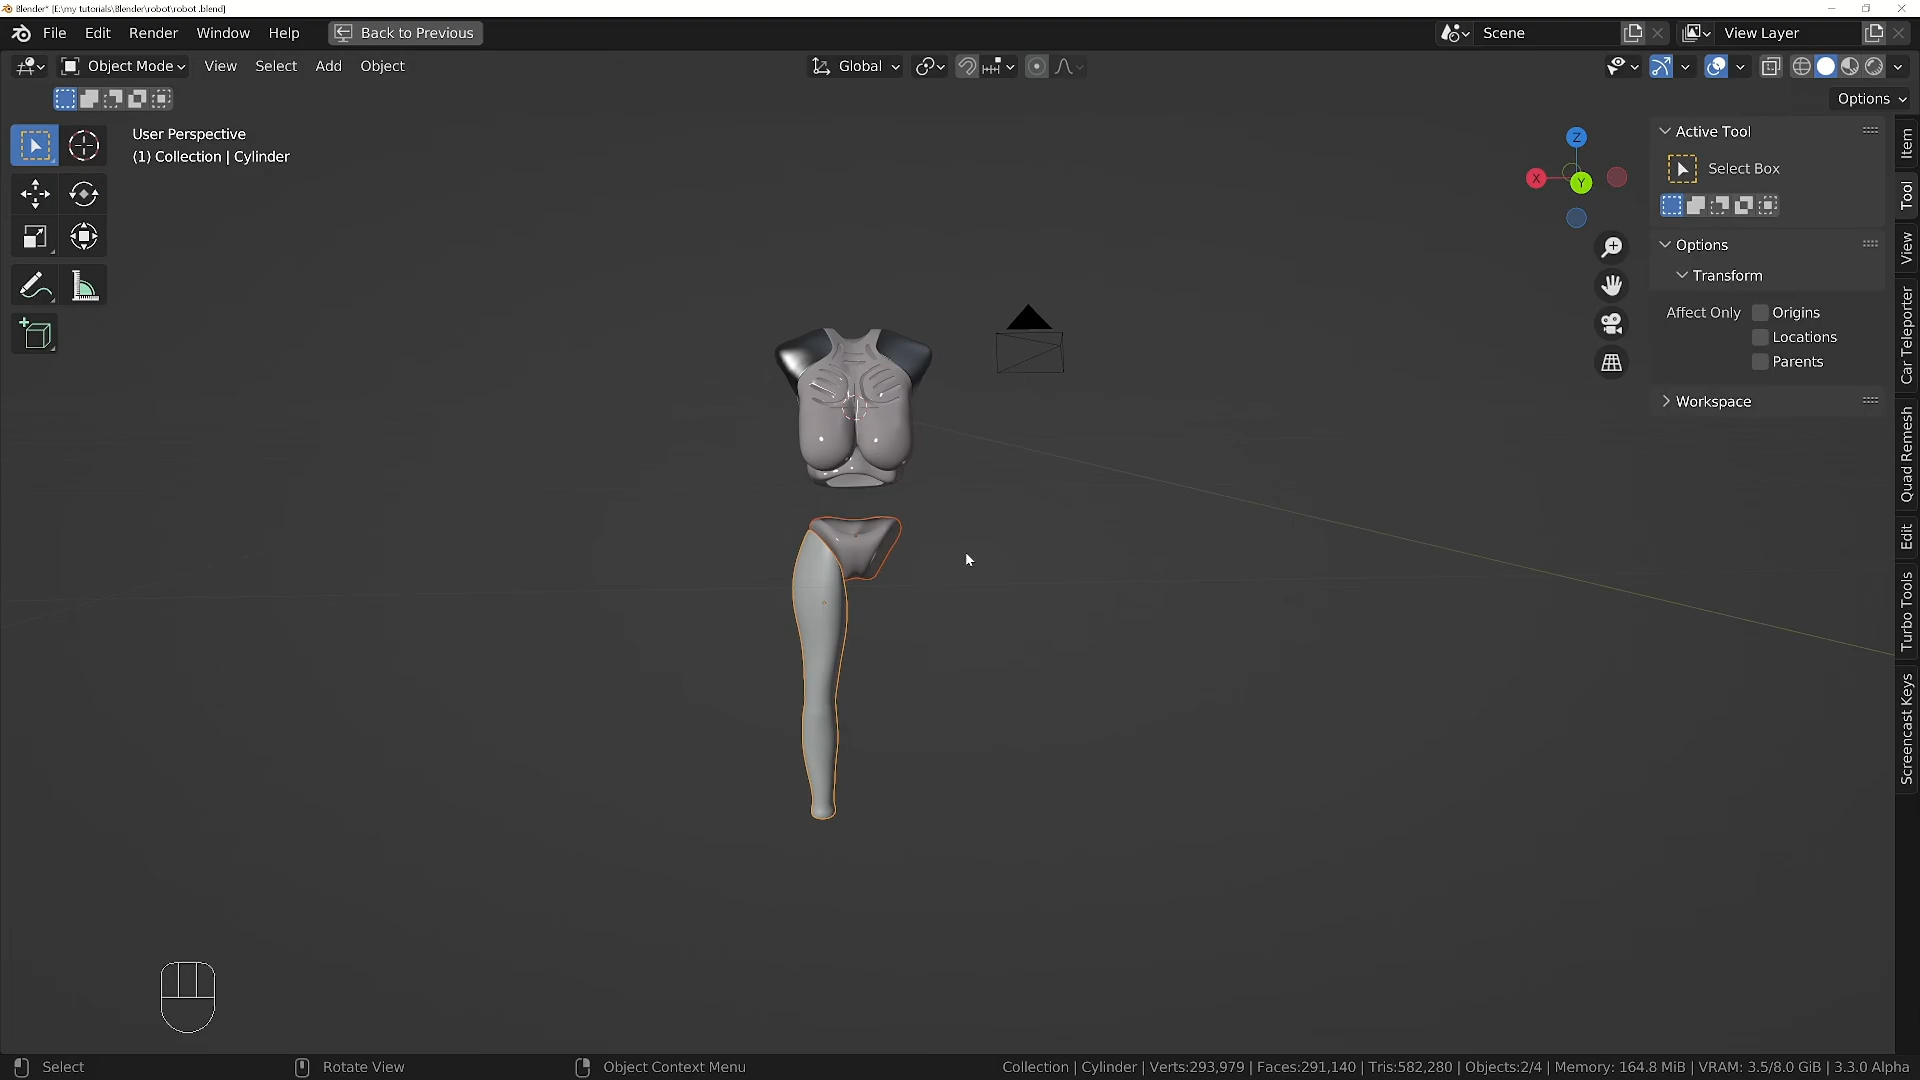 Blender* [E:\my tutorials\Blender\robot\robot .blend]
File Edit Render Window Help Back to Previous Scene View Layer
Object Mode View Select Add Object Global
Options
User Perspective
(1) Collection | Cylinder
Z
X
Y
Active Tool
Select Box
Options
Transform
Affect Only Origins
Locations
Parents
Workspace
Item
Tool
View
Car Teleporter
Quad Remesh
Edit
Turbo Tools
Screencast Keys
Select Rotate View Object Context Menu Collection | Cylinder | Verts:293,979 | Faces:291,140 | Tris:582,280 | Objects:2/4 | Memory: 164.8 MiB | VRAM: 3.5/8.0 GiB | 3.3.0 Alpha